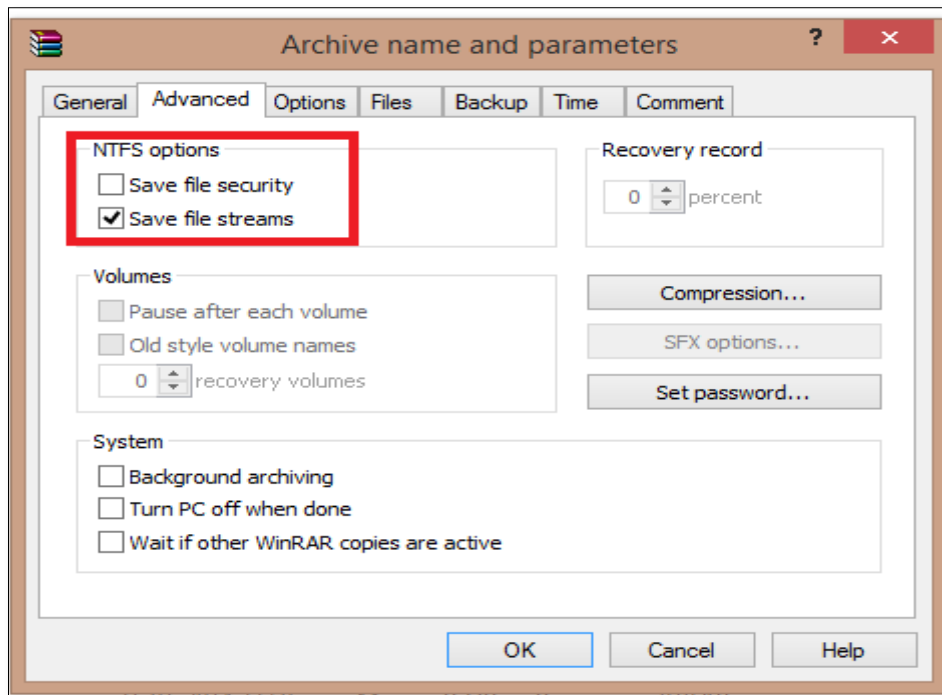 Archive name and parameters
?
General Advanced Options Files Backup Time Comment
NTFS options
Save file security
Save file streams
Recovery record
0 percent
Volumes
Pause after each volume
Old style volume names
0 recovery volumes
Compression...
SFX options...
Set password...
System
Background archiving
Turn PC off when done
Wait if other WinRAR copies are active
OK Cancel Help